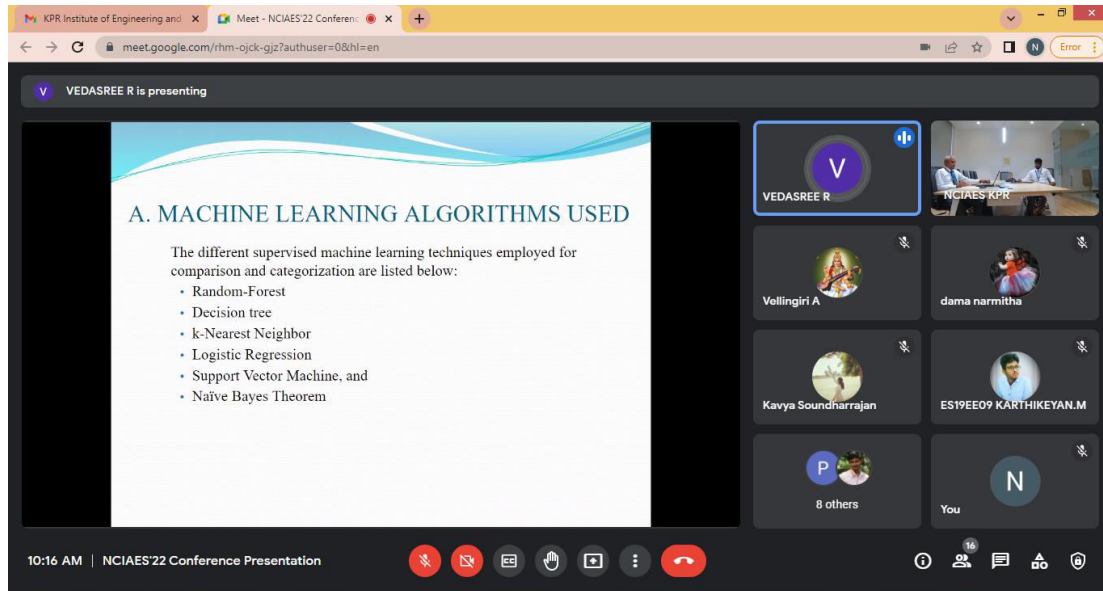 KPR Institute of Engineering and
Meet - NCIAES'22 Conferenc
meet.google.com/rhm-ojck-gjz?authuser=0&hl=en
N
Error
V
VEDASREE R is presenting
A. MACHINE LEARNING ALGORITHMS USED
The different supervised machine learning techniques employed for
comparison and categorization are listed below:
• Random-Forest
• Decision tree
• k-Nearest Neighbor
• Logistic Regression
• Support Vector Machine, and
• Naïve Bayes Theorem
V
VEDASREE R
NCIAES KPR
Vellingiri A
dama narmitha
Kavya Soundharrajan
ES19EE09 KARTHIKEYAN.M
P
8 others
N
You
10:16 AM | NCIAES'22 Conference Presentation
CC
16